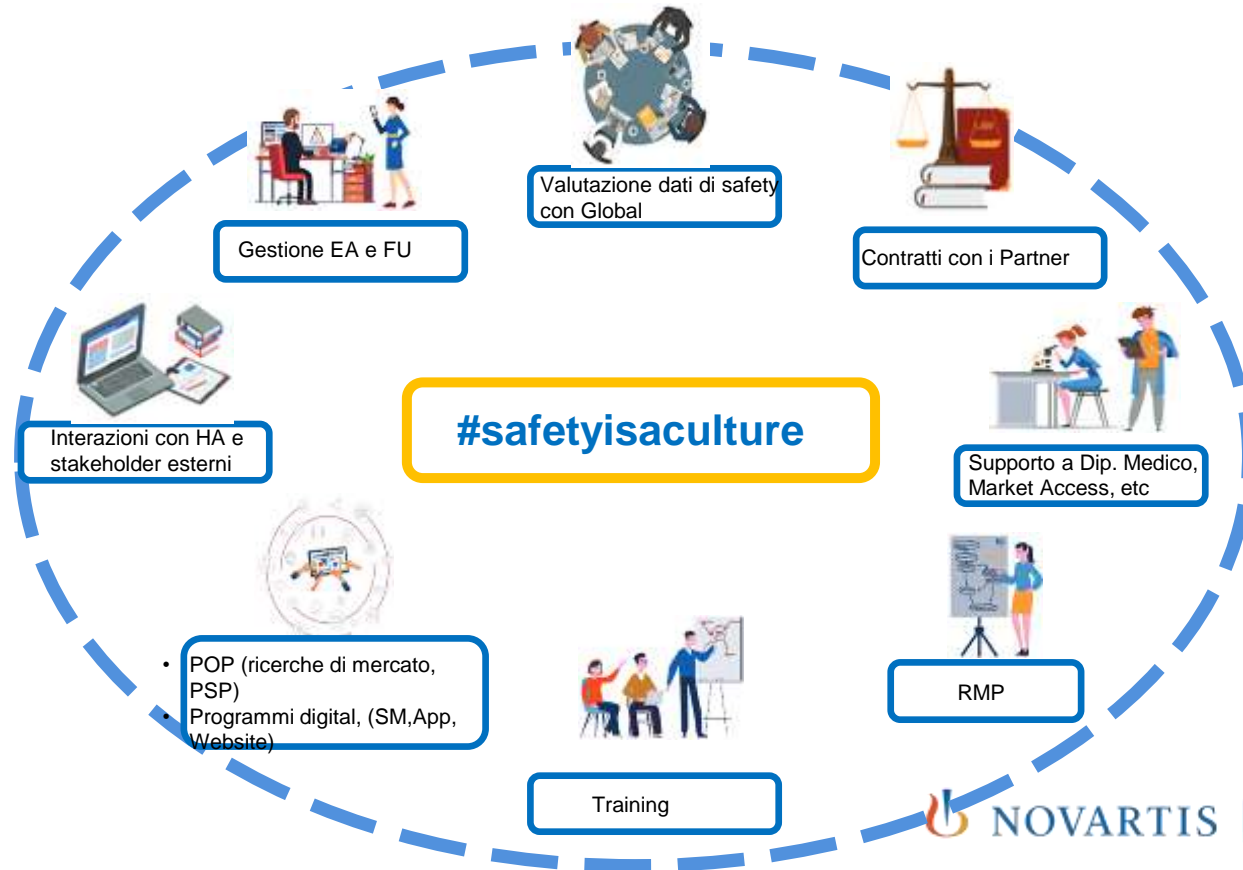 Valutazione dati di safety
con Global
Gestione EA e FU
Contratti con i Partner
LAW
Interazioni con HA e
stakeholder esterni
#safetyisaculture
Supporto a Dip. Medico,
Market Access, etc
• POP (ricerche di mercato,
PSP)
• Programmi digital, (SM,App,
Website)
RMP
Training
NOVARTIS